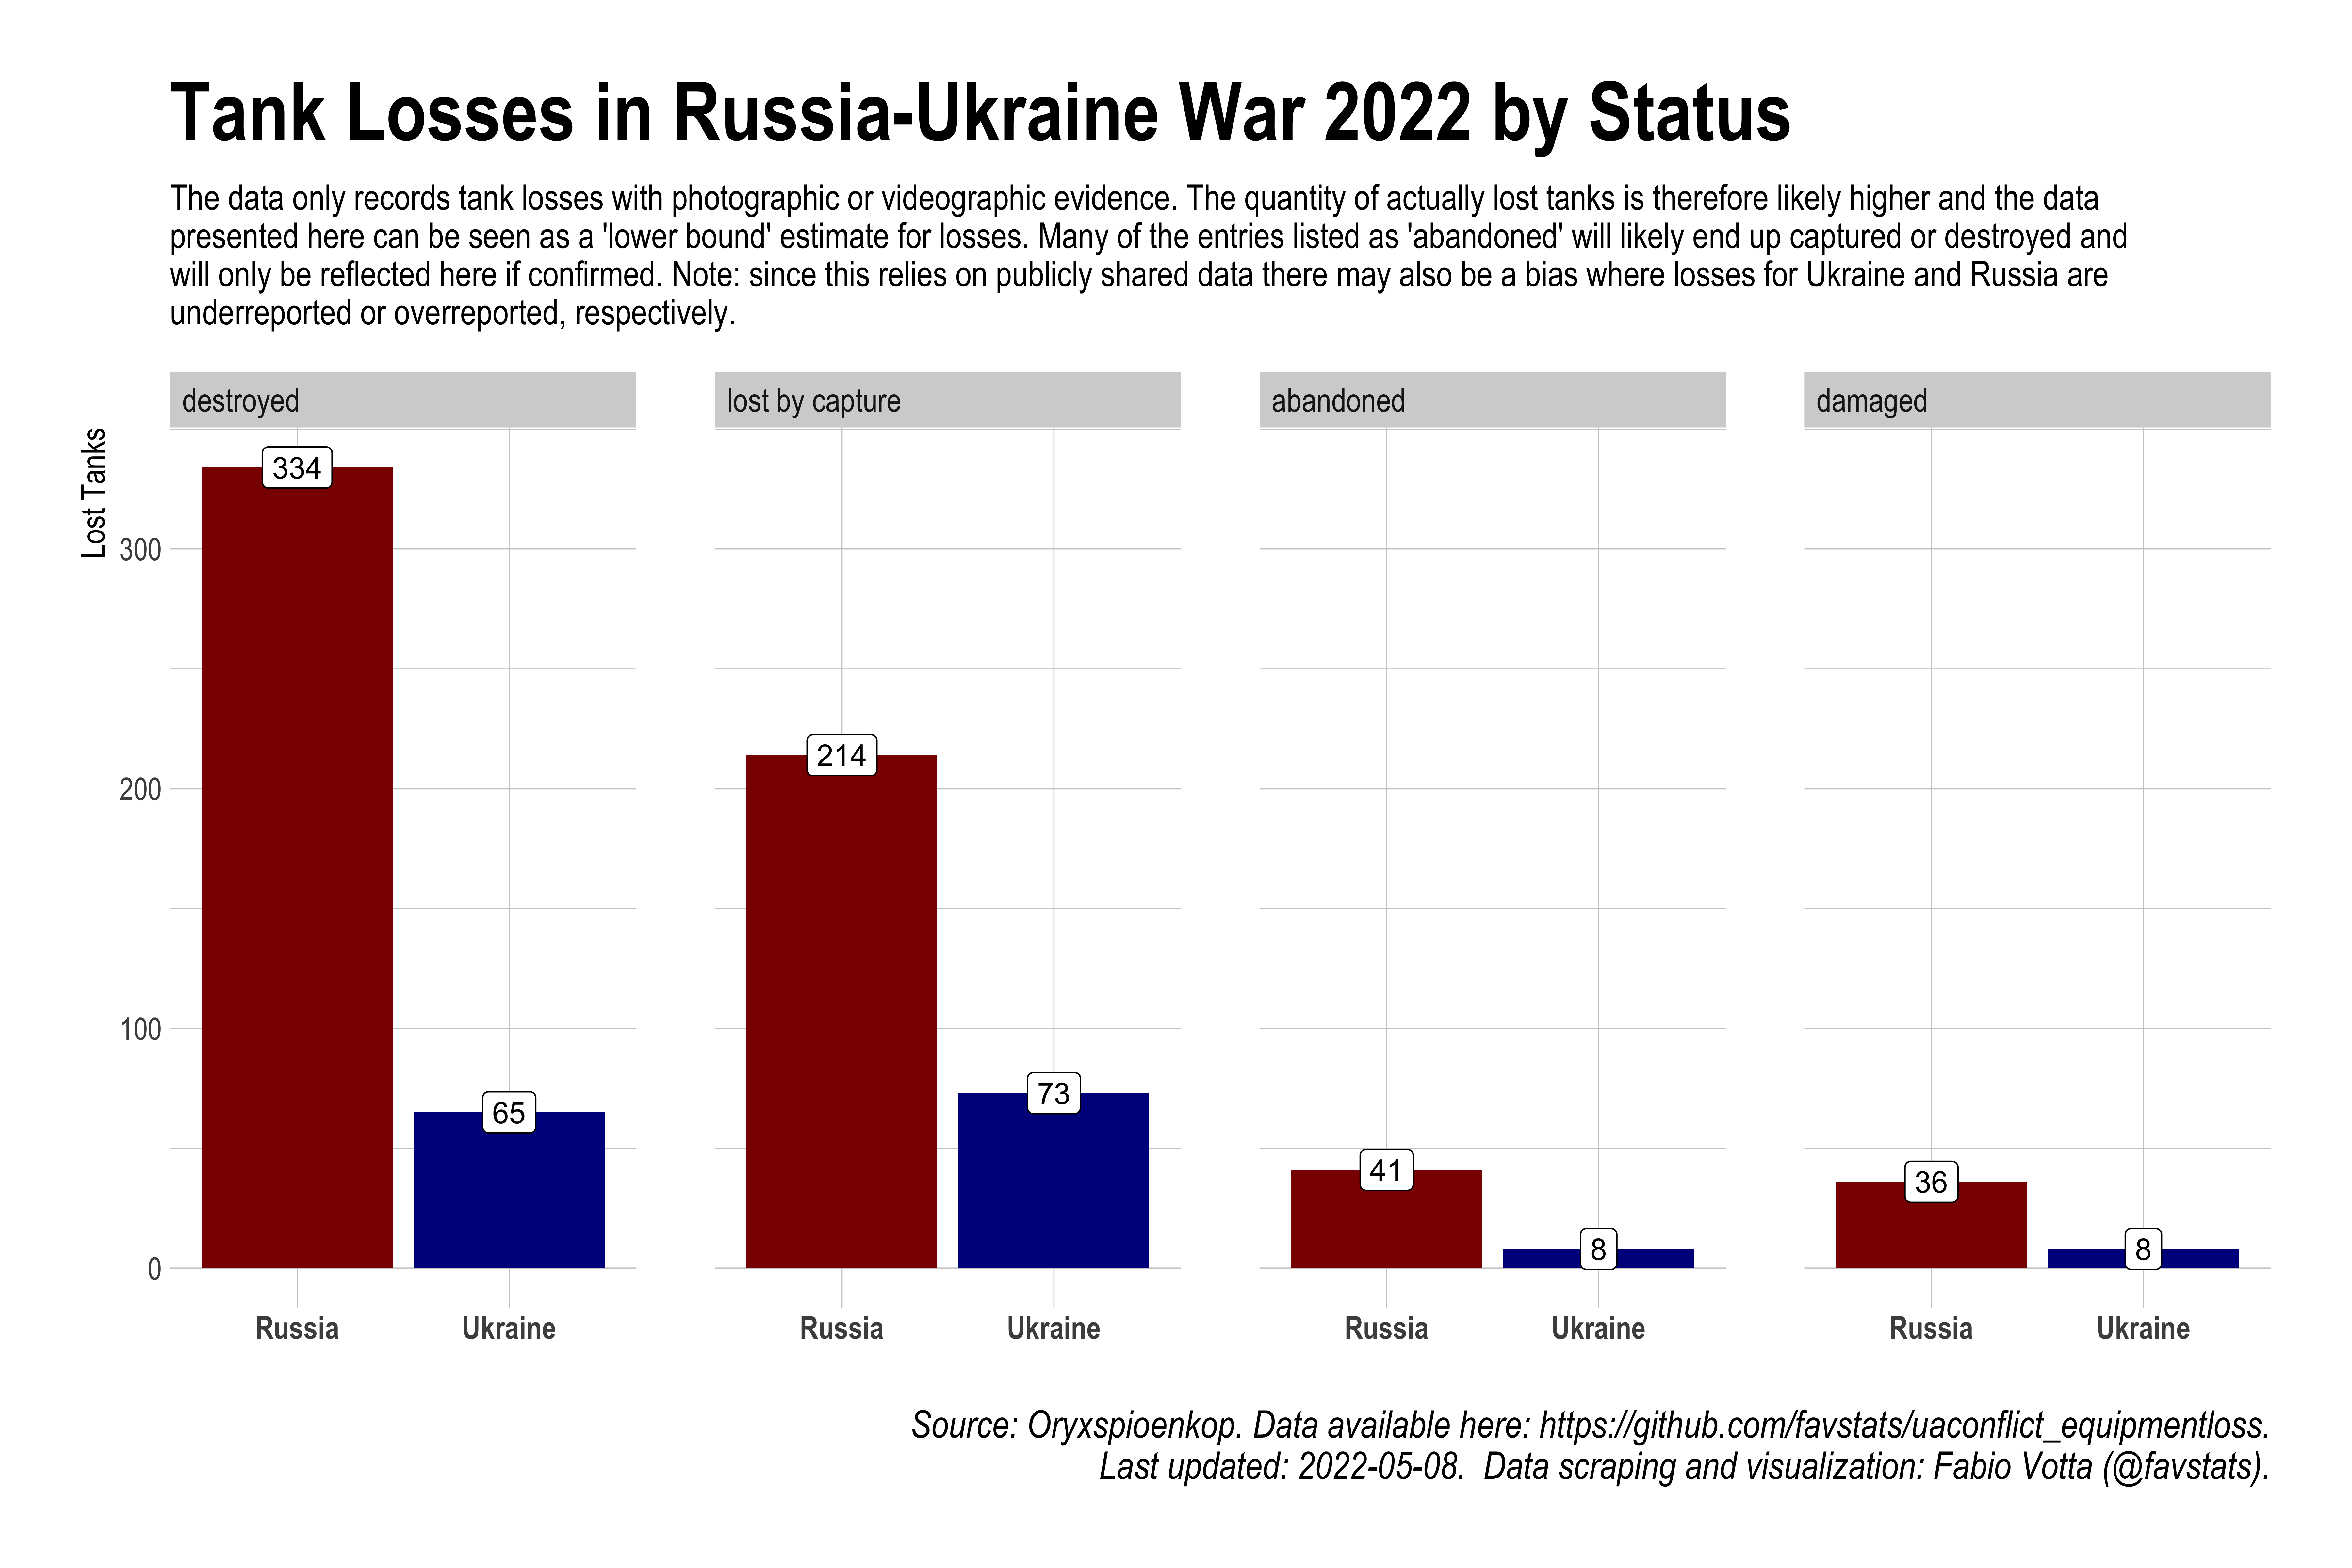 Tank Losses in Russia-Ukraine War 2022 by Status
The data only records tank losses with photographic or videographic evidence. The quantity of actually lost tanks is therefore likely higher and the data
presented here can be seen as a 'lower bound' estimate for losses. Many of the entries listed as 'abandoned' will likely end up captured or destroyed and
will only be reflected here if confirmed. Note: since this relies on publicly shared data there may also be a bias where losses for Ukraine and Russia are
underreported or overreported, respectively.
Lost Tanks
300
200
100
0
destroyed
334
65
Russia
Ukraine
lost by capture
214
73
Russia
Ukraine
abandoned
41
8
Russia
Ukraine
damaged
36
8
Russia
Ukraine
Source: Oryxspioenkop. Data available here: https://github.com/favstats/uaconflict_equipmentloss.
Last updated: 2022-05-08.  Data scraping and visualization: Fabio Votta (@favstats).